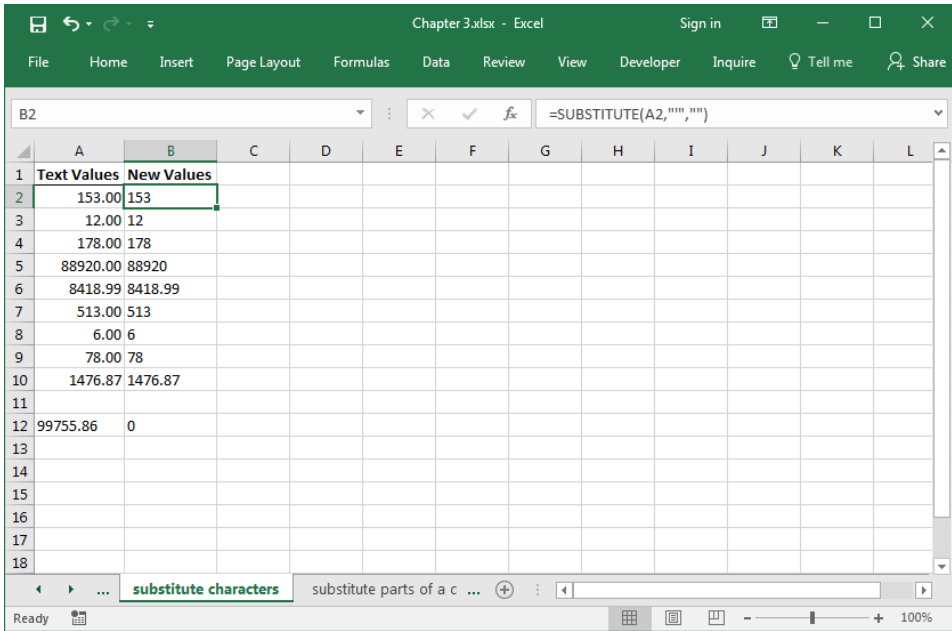 Chapter 3.xlsx - Excel Sign in
File Home Insert Page Layout Formulas Data Review View Developer Inquire Tell me Share
B2 fx =SUBSTITUTE(A2,"'","")
A B C D E F G H I J K L
1 Text Values New Values
2 153.00 153
3 12.00 12
4 178.00 178
5 88920.00 88920
6 8418.99 8418.99
7 513.00 513
8 6.00 6
9 78.00 78
10 1476.87 1476.87
11
12 99755.86 0
13
14
15
16
17
18
... substitute characters substitute parts of a c ...
Ready 100%